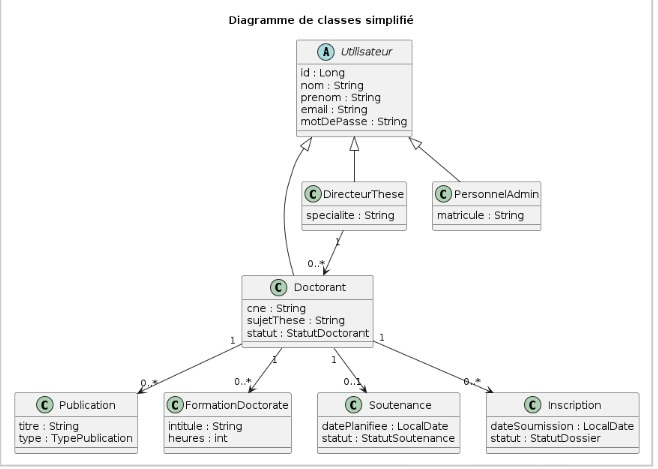 Diagramme de classes simplifié
A Utilisateur
id : Long
nom : String
prenom : String
email : String
motDePasse : String
C DirecteurThese
specialite : String
C PersonnelAdmin
matricule : String
1
0..*
C Doctorant
cne : String
sujetThese : String
statut : StatutDoctorant
1
1
1
1
0..*
0..*
0..1
0..*
C Publication
titre : String
type : TypePublication
C FormationDoctorate
intitule : String
heures : int
C Soutenance
datePlanifiee : LocalDate
statut : StatutSoutenance
C Inscription
dateSoumission : LocalDate
statut : StatutDossier